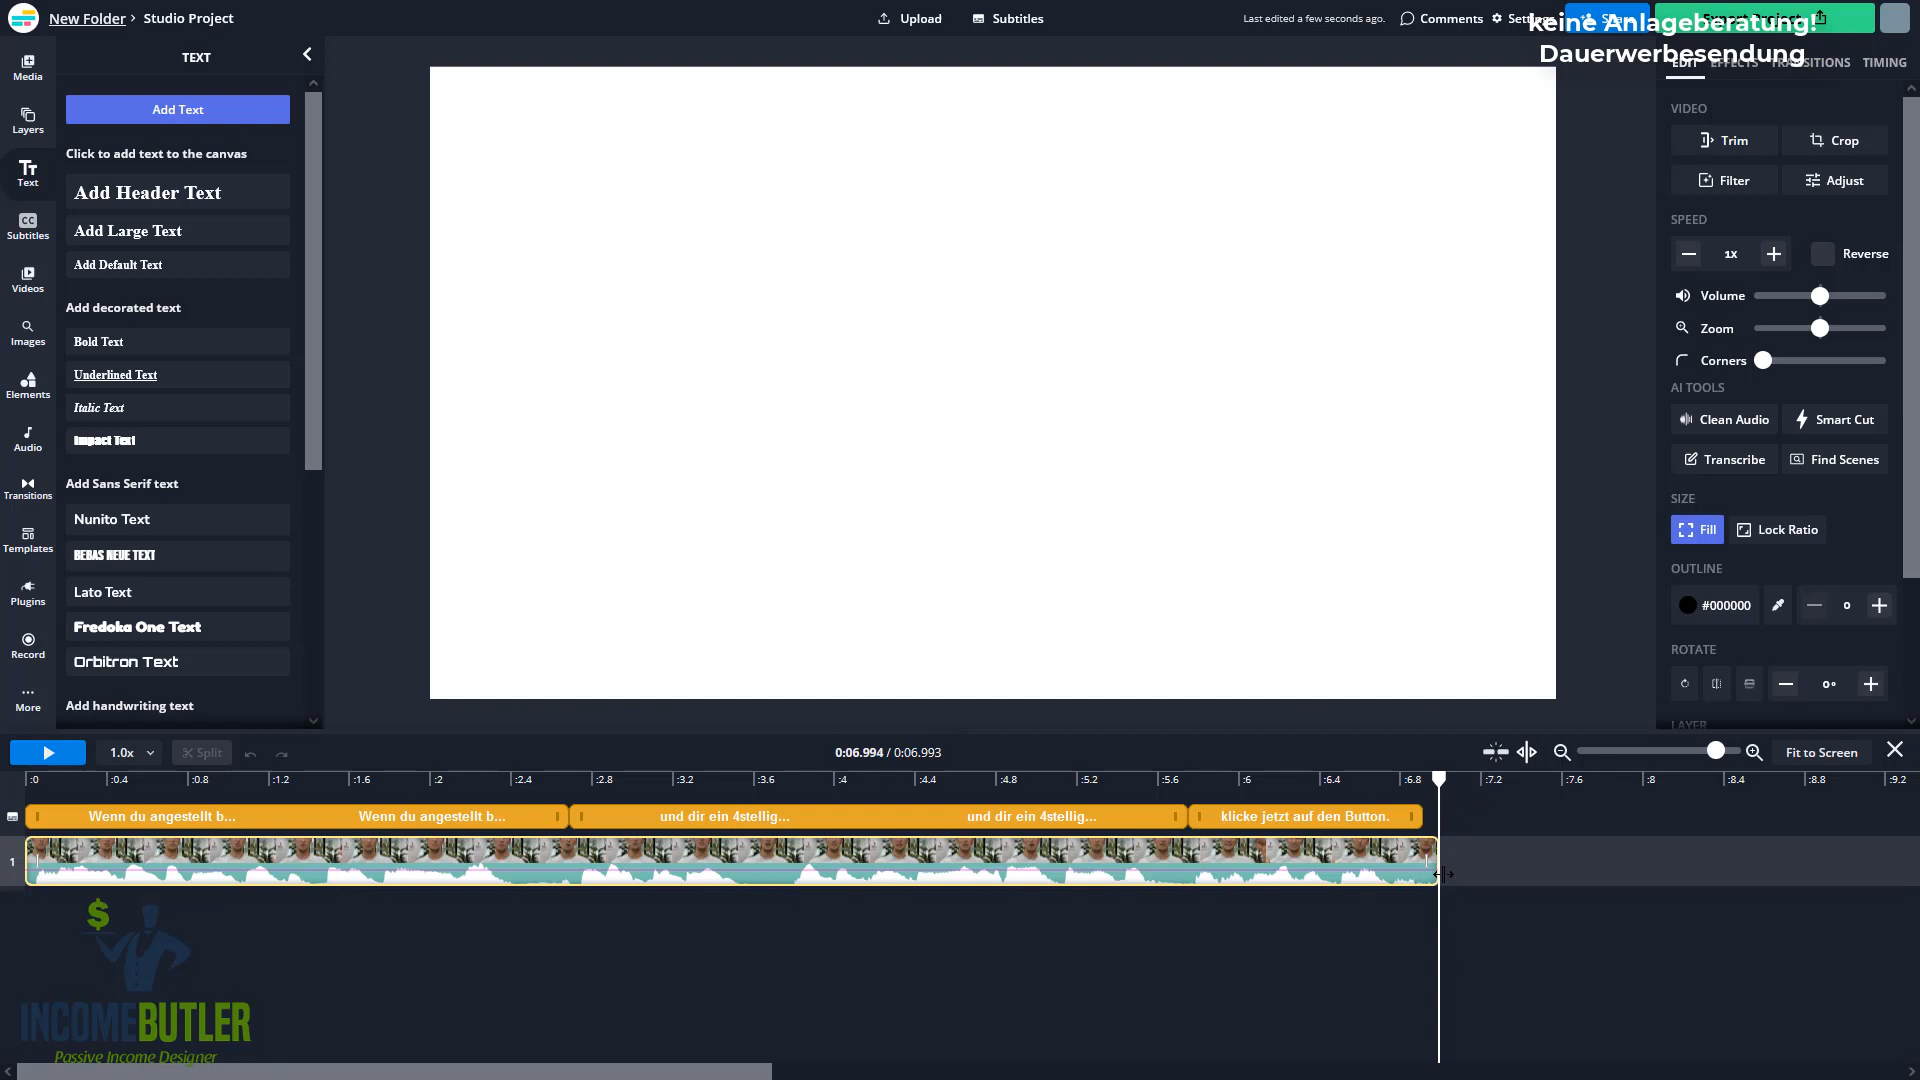 New Folder › Studio Project
Upload
Subtitles
Last edited a few seconds ago.
Comments
keine Anlageberatung!
Dauerwerbesendung
EDIT EFFECTS TRANSITIONS TIMING
Media
Layers
Text
Subtitles
Videos
Images
Elements
Audio
Transitions
Templates
Plugins
Record
More
TEXT
Add Text
Click to add text to the canvas
Add Header Text
Add Large Text
Add Default Text
Add decorated text
Bold Text
Underlined Text
Italic Text
Impact Text
Add Sans Serif text
Nunito Text
BEBAS NEUE TEXT
Lato Text
Fredoka One Text
Orbitron Text
Add handwriting text
VIDEO
Trim
Crop
Filter
Adjust
SPEED
1X
Reverse
Volume
Zoom
Corners
AI TOOLS
Clean Audio
Smart Cut
Transcribe
Find Scenes
SIZE
Fill
Lock Ratio
OUTLINE
#000000
0
ROTATE
0°
LAYER
1.0x
Split
0:06.994 / 0:06.993
Fit to Screen
:0 :0.4 :0.8 :1.2 :1.6 :2 :2.4 :2.8 :3.2 :3.6 :4 :4.4 :4.8 :5.2 :5.6 :6 :6.4 :6.8 :7.2 :7.6 :8 :8.4 :8.8 :9.2
Wenn du angestellt b... Wenn du angestellt b... und dir ein 4stellig... und dir ein 4stellig... klicke jetzt auf den Button.
1
$
INCOMEBUTLER
Passive Income Designer